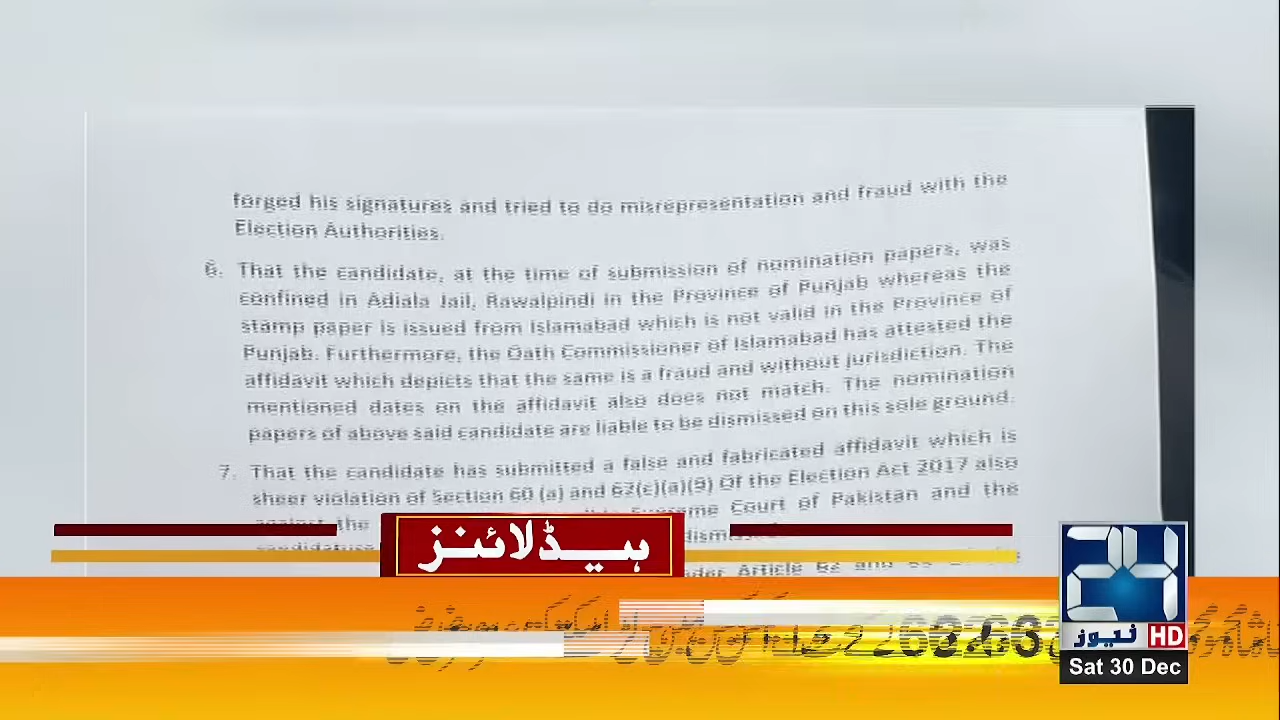 forged his signatures and tried to do misrepresentation and fraud with the
Election Authorities.
6. That the candidate, at the time of submission of nomination papers, was
confined in Adiala Jail, Rawalpindi in the Province of Punjab whereas the
stamp paper is issued from Islamabad which is not valid in the Province of
Punjab. Furthermore, the Oath Commissioner of Islamabad has attested the
affidavit which depicts that the same is a fraud and without jurisdiction. The
mentioned dates on the affidavit also does not match. The nomination
papers of above said candidate are liable to be dismissed on this sole ground.
7. That the candidate has submitted a false and fabricated affidavit which is
sheer violation of Section 60 (a) and 62(c)(a)(9) Of the Election Act 2017 also
against the Supreme Court of Pakistan and the
Article 62 and
ہیڈلائنز
24
نیوز HD
Sat 30 Dec